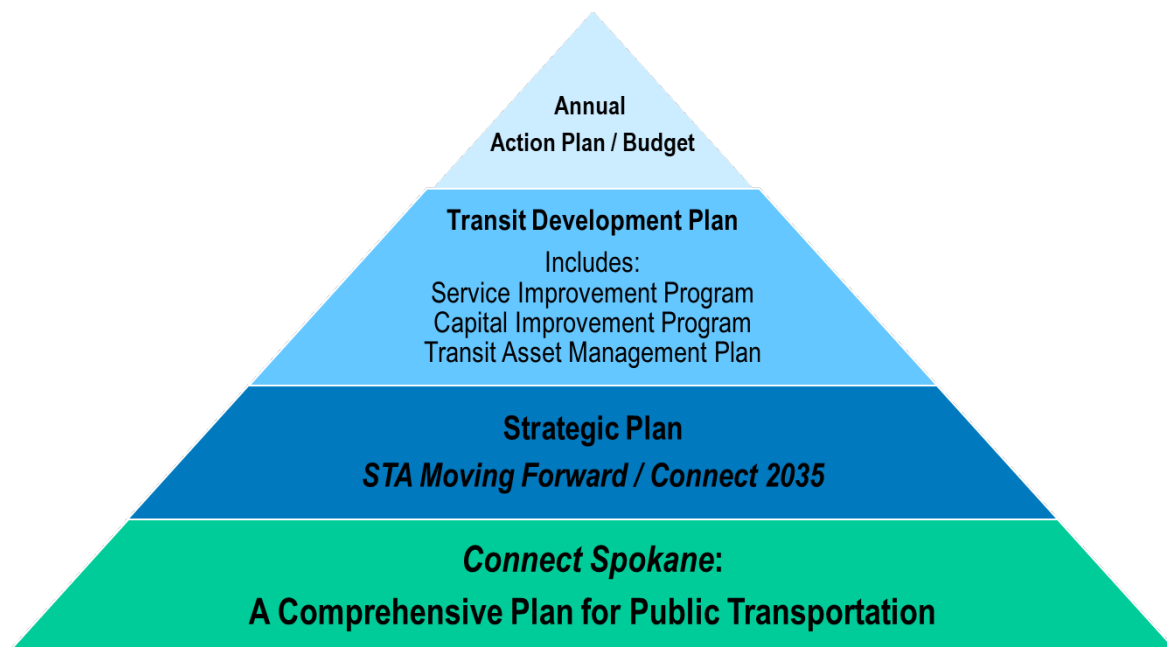 Annual
Action Plan / Budget
Transit Development Plan
Includes:
Service Improvement Program
Capital Improvement Program
Transit Asset Management Plan
Strategic Plan
STA Moving Forward / Connect 2035
Connect Spokane:
A Comprehensive Plan for Public Transportation